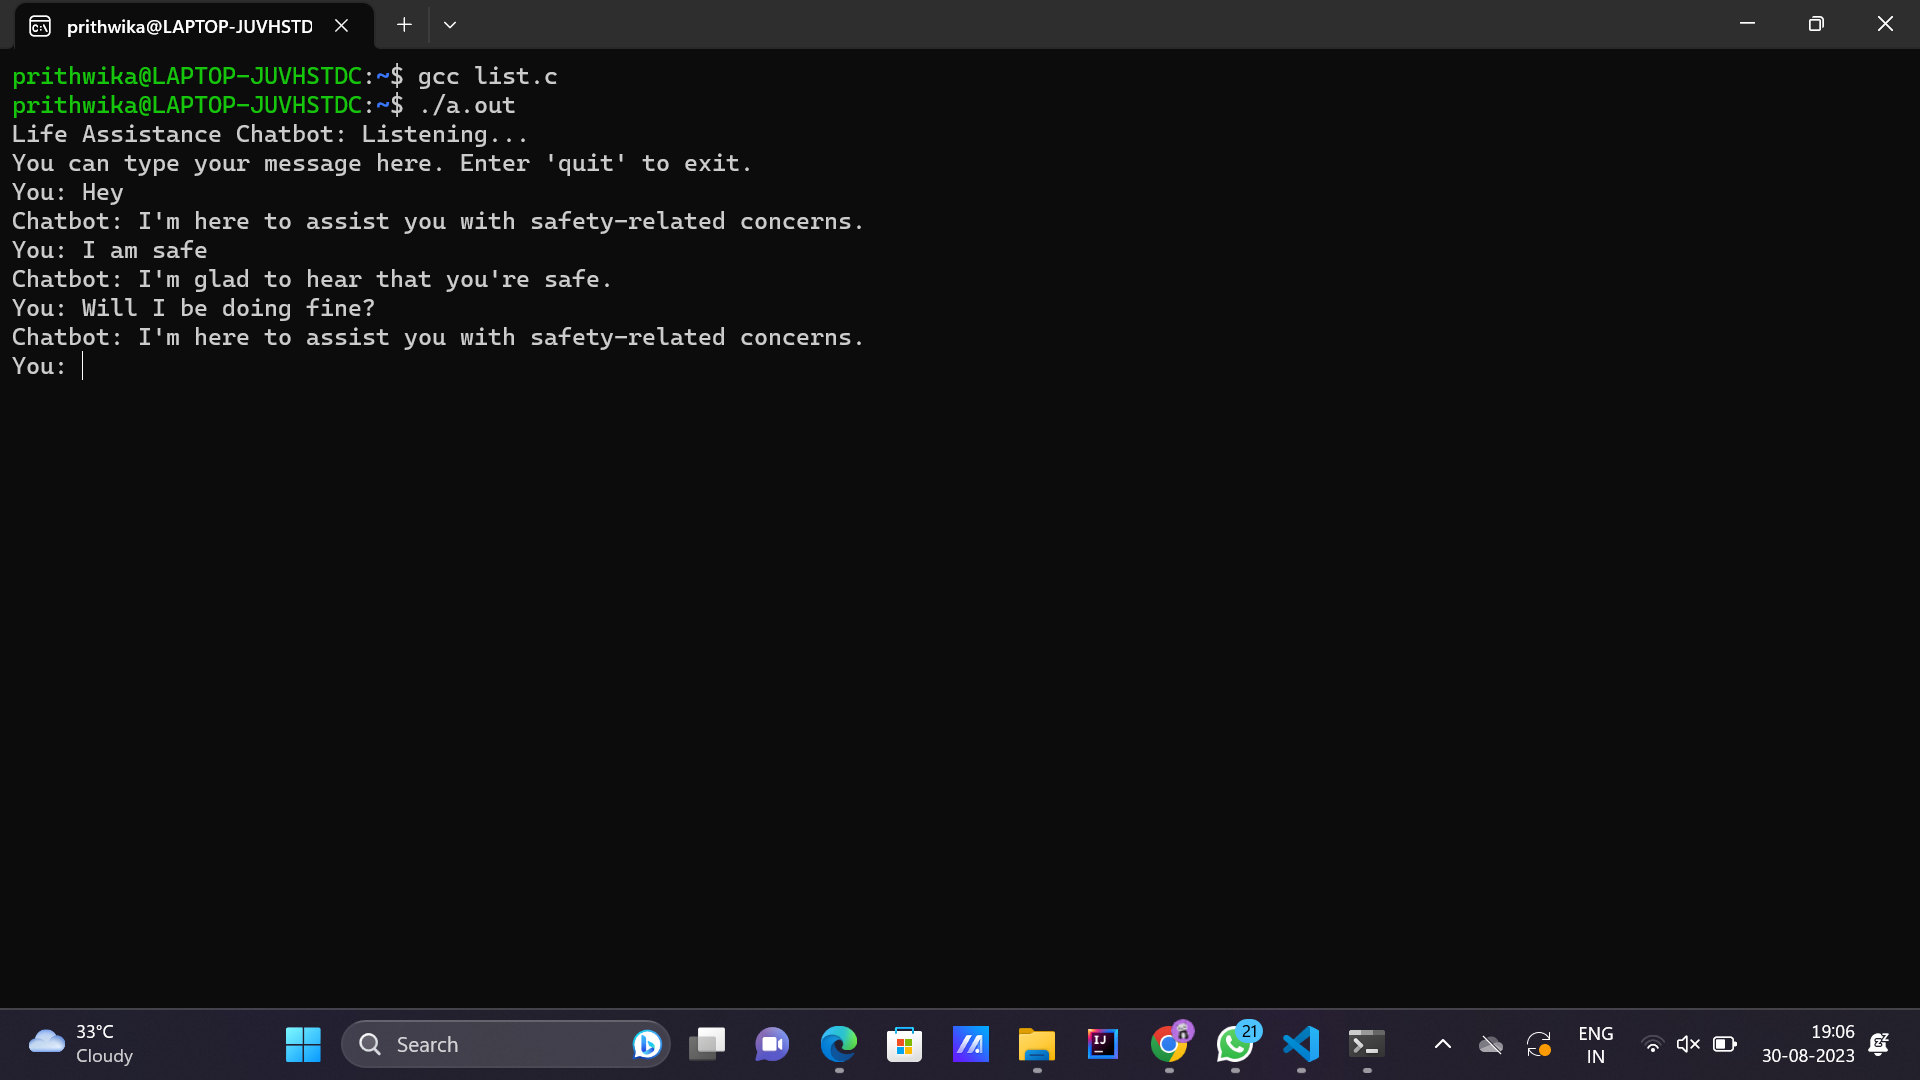 prithwika@LAPTOP-JUVHSTD
prithwika@LAPTOP-JUVHSTDC:~$ gcc list.c
prithwika@LAPTOP-JUVHSTDC:~$ ./a.out
Life Assistance Chatbot: Listening...
You can type your message here. Enter 'quit' to exit.
You: Hey
Chatbot: I'm here to assist you with safety-related concerns.
You: I am safe
Chatbot: I'm glad to hear that you're safe.
You: Will I be doing fine?
Chatbot: I'm here to assist you with safety-related concerns.
You:
33°C
Cloudy
Search
IJ
21
ENG
IN
19:06
30-08-2023